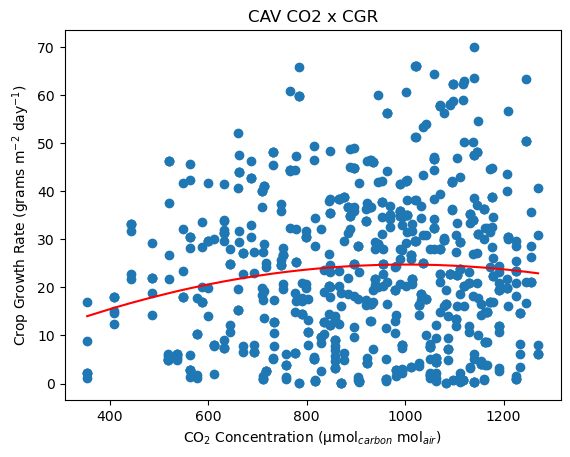 CAV CO2 x CGR
70
60
50
40
30
20
10
0
Crop Growth Rate (grams m⁻² day⁻¹)
400 600 800 1000 1200
CO₂ Concentration (μmol_carbon mol_air)